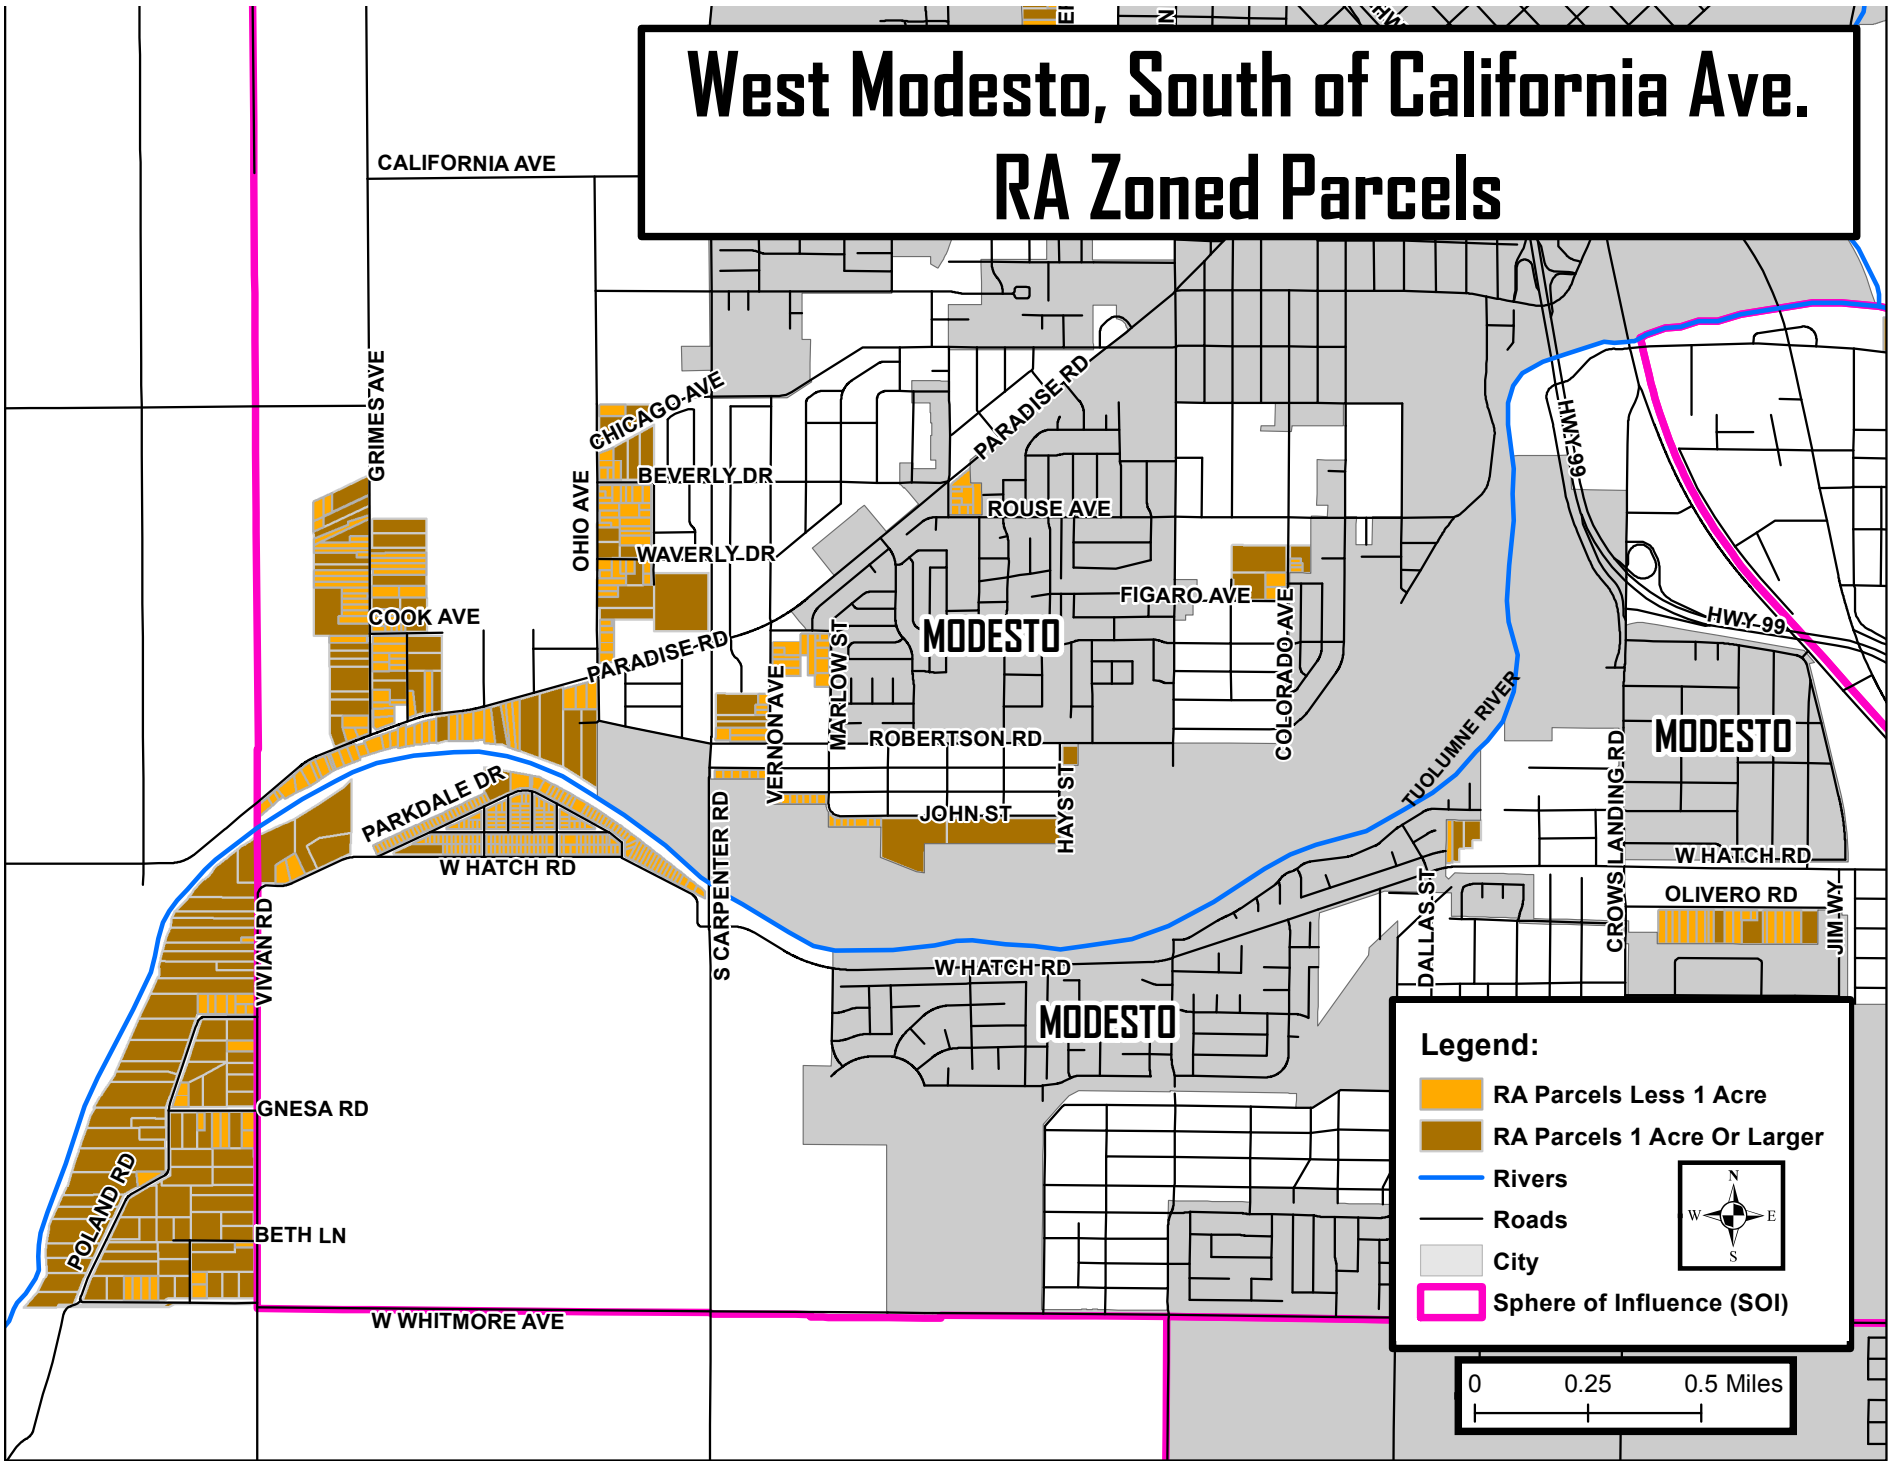 West Modesto, South of California Ave.
RA Zoned Parcels
CALIFORNIA AVE
GRIMES AVE
CHICAGO AVE
PARADISE RD
HWY 99
BEVERLY DR
OHIO AVE
ROUSE AVE
WAVERLY DR
FIGARO AVE
COOK AVE
HWY 99
MODESTO
PARADISE RD
MARLOW ST
COLORADO AVE
VERNON AVE
TUOLUMNE RIVER
MODESTO
ROBERTSON RD
CROWS LANDING RD
PARKDALE DR
HAYS ST
JOHN ST
W HATCH RD
W HATCH RD
S CARPENTER RD
DALLAS ST
OLIVERO RD
JIM WY
VIVIAN RD
W HATCH RD
MODESTO
GNESA RD
POLAND RD
BETH LN
W WHITMORE AVE
Legend:
RA Parcels Less 1 Acre
RA Parcels 1 Acre Or Larger
Rivers
Roads
City
Sphere of Influence (SOI)
N
W E
S
0 0.25 0.5 Miles